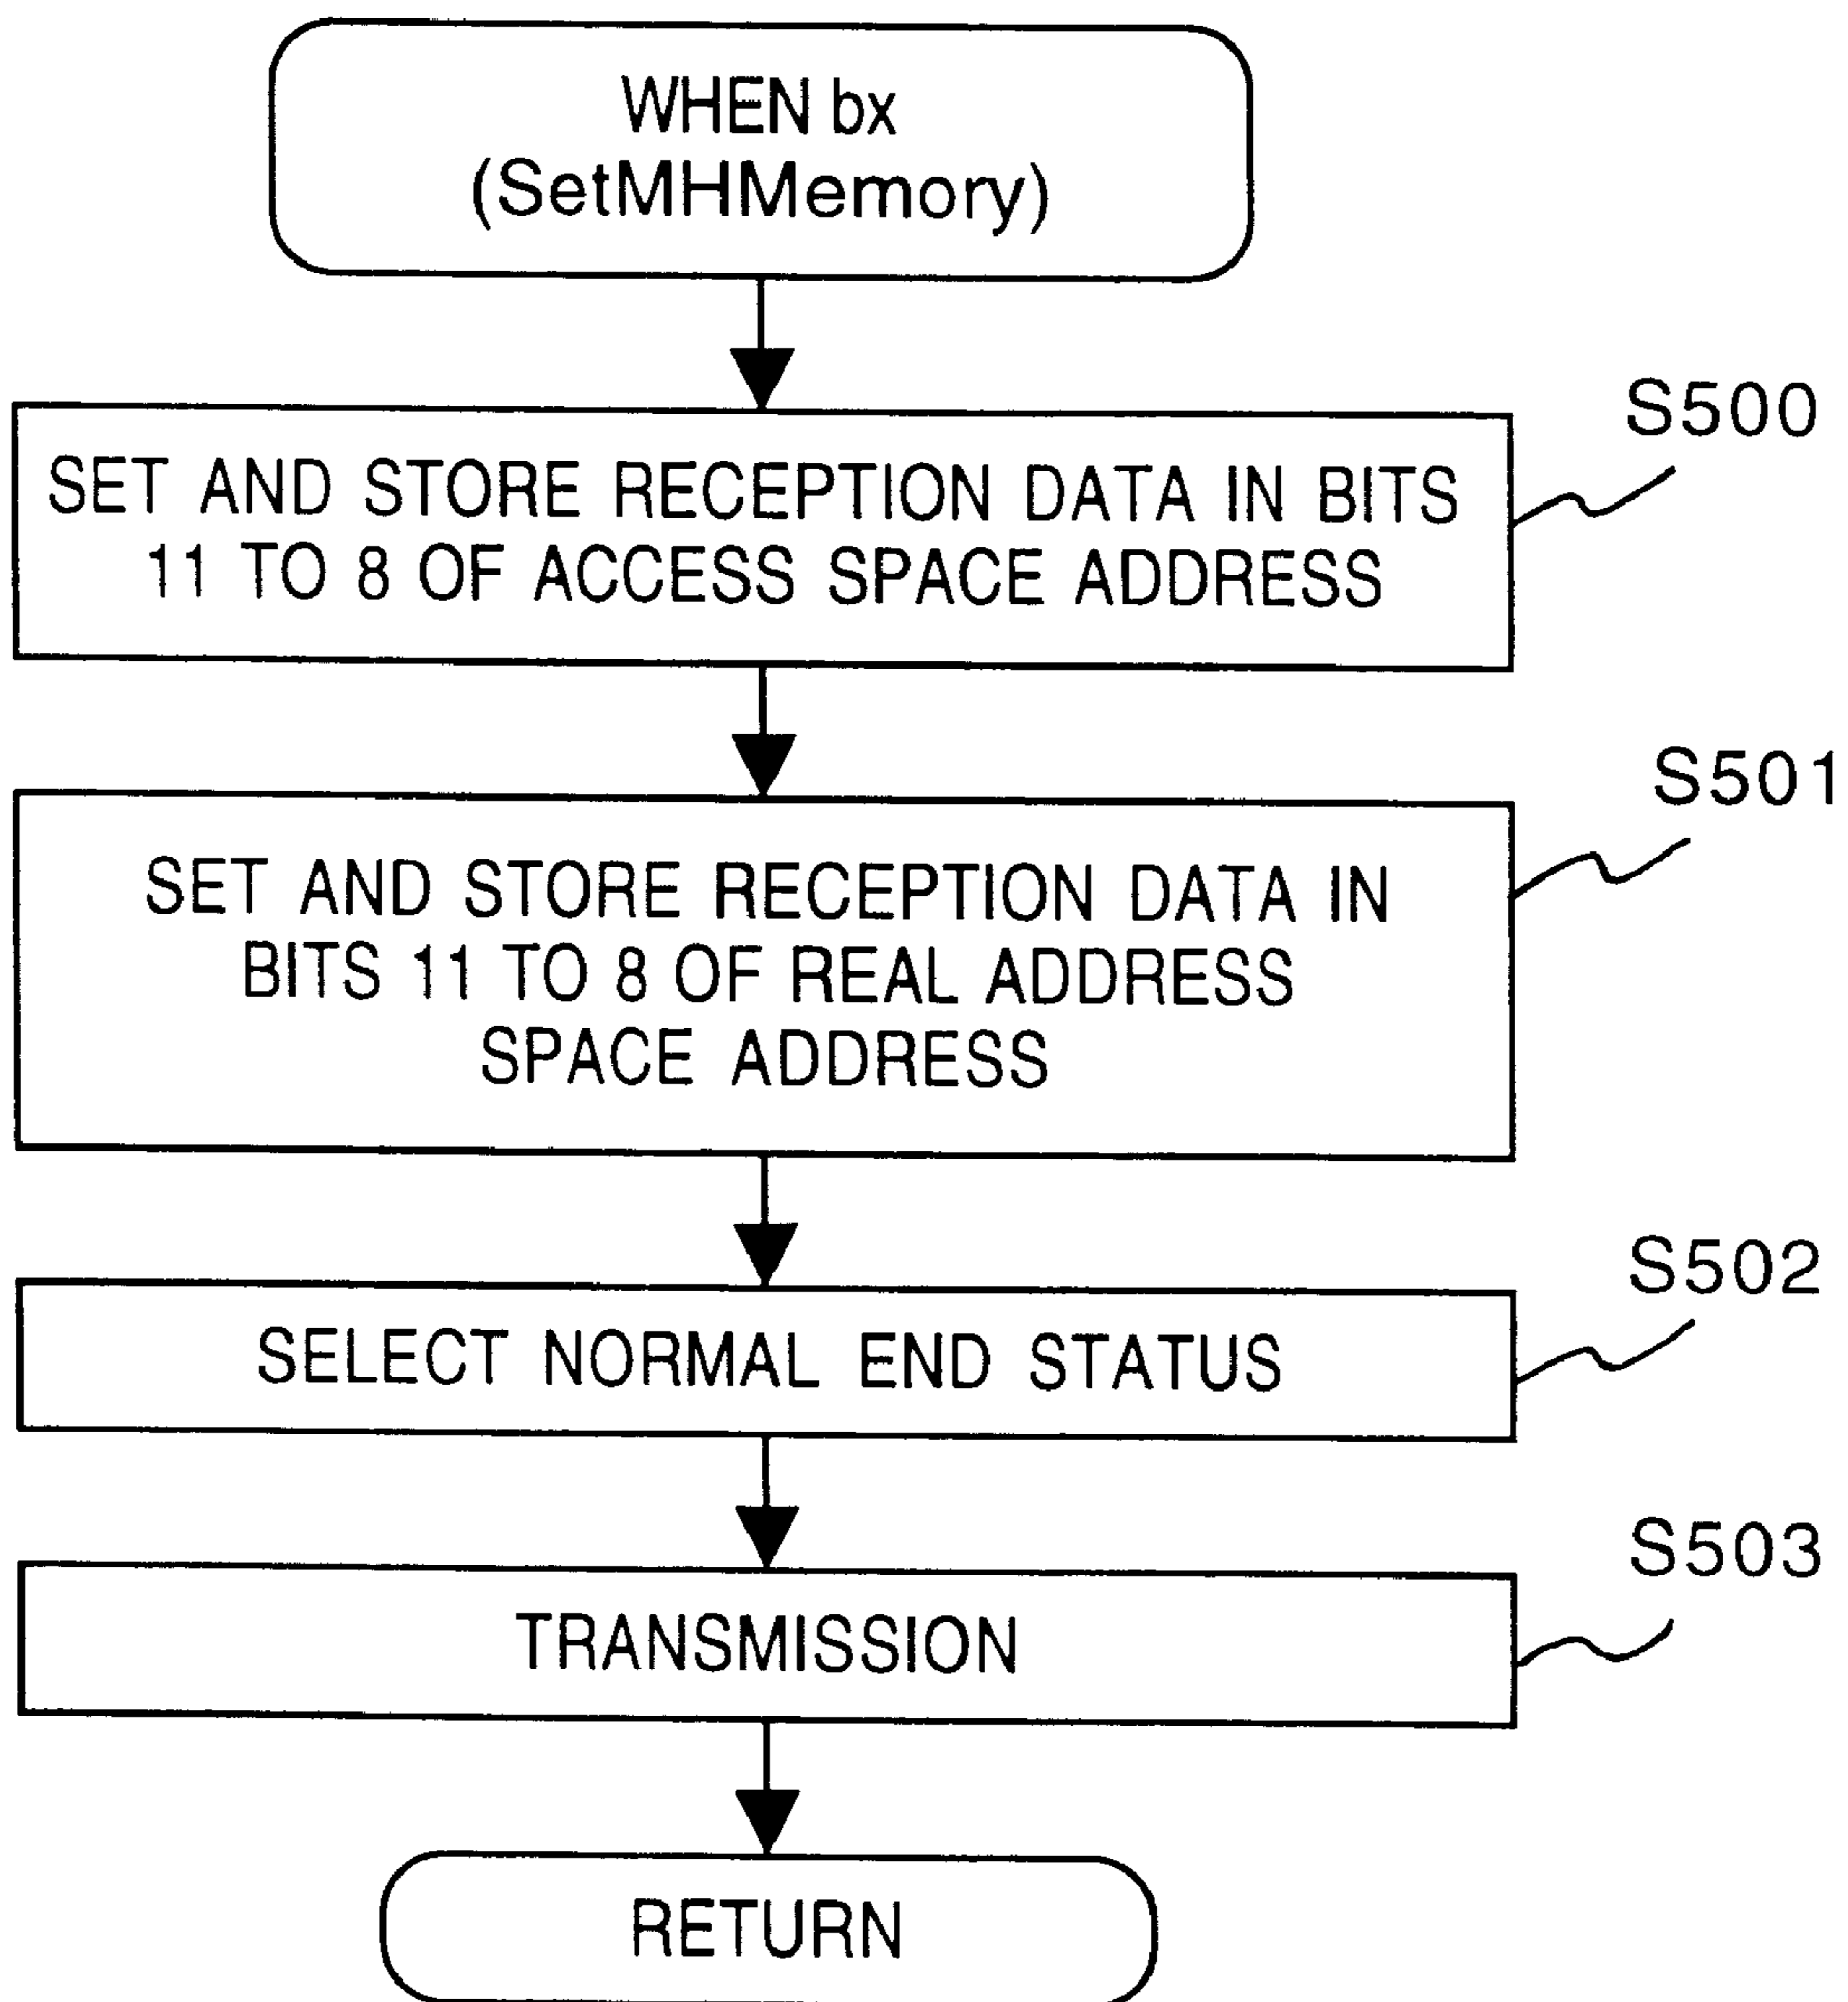 WHEN bx
(SetMHMemory)
S500
SET AND STORE RECEPTION DATA IN BITS
11 TO 8 OF ACCESS SPACE ADDRESS
S501
SET AND STORE RECEPTION DATA IN
BITS 11 TO 8 OF REAL ADDRESS
SPACE ADDRESS
S502
SELECT NORMAL END STATUS
S503
TRANSMISSION
RETURN